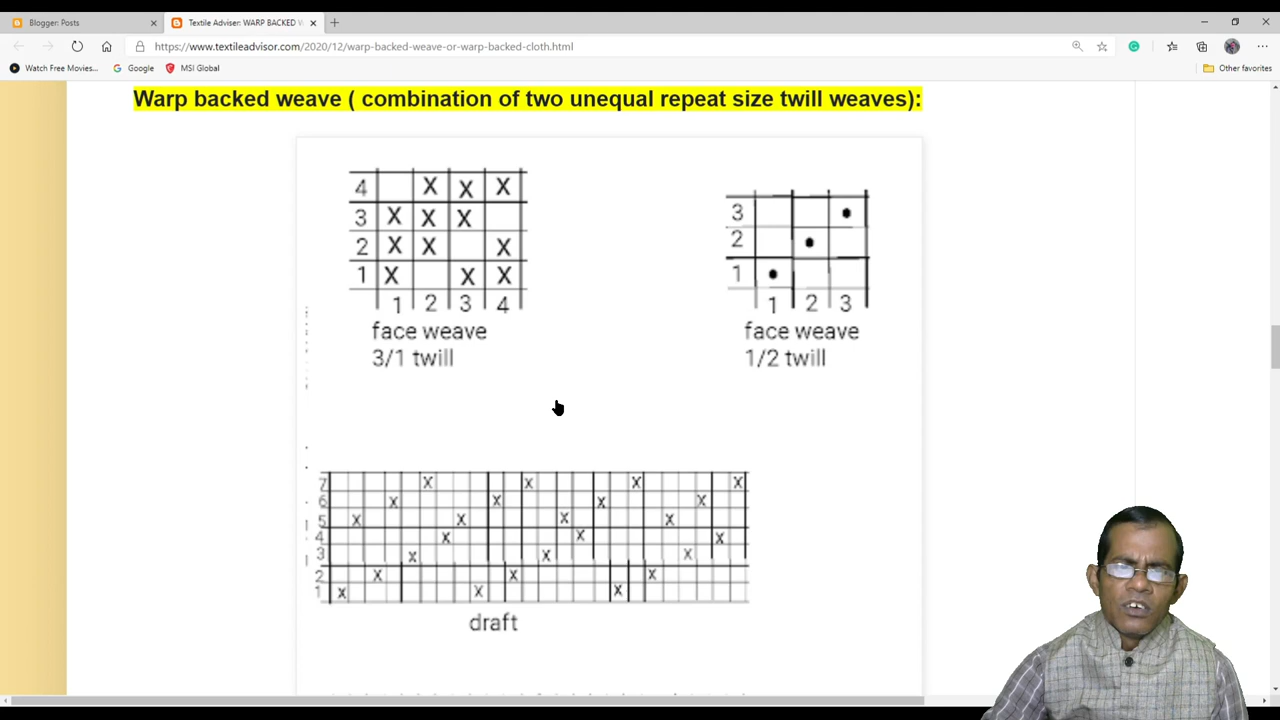 Blogger: Posts
Textile Adviser: WARP BACKED W
https://www.textileadvisor.com/2020/12/warp-backed-weave-or-warp-backed-cloth.html
Watch Free Movies...
Google
MSI Global
Other favorites
Warp backed weave ( combination of two unequal repeat size twill weaves):
4 X X X
3 X X X
2 X X X
1 X X X
1 2 3 4
face weave
3/1 twill
3
2
1
1 2 3
face weave
1/2 twill
7 X X X X
6 X X X X
5 X X X X
4 X X X
3 X X X
2 X X X
1 X X X
draft